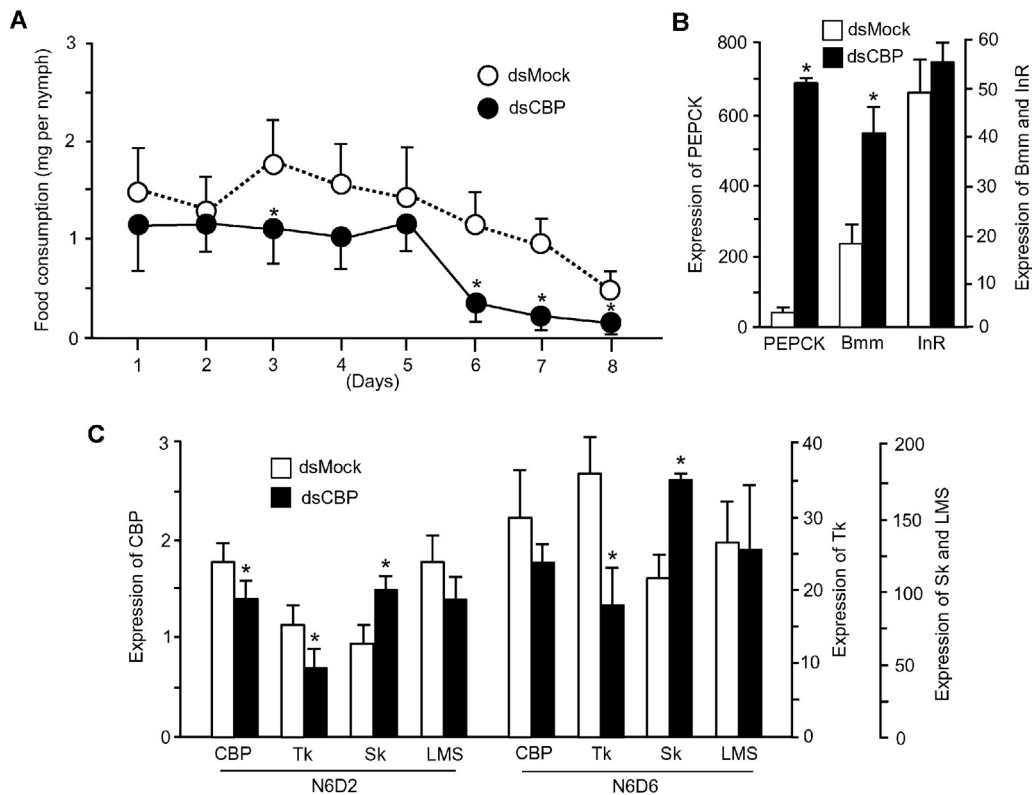 A
Food consumption (mg per nymph)
3
2
1
0
dsMock
dsCBP
*
*
*
*
1 2 3 4 5 6 7 8
(Days)
B
dsMock
dsCBP
Expression of PEPCK
800
600
400
200
0
*
*
60
50
40
30
20
10
0
Expression of Bmm and InR
PEPCK Bmm InR
C
Expression of CBP
3
2
1
0
dsMock
dsCBP
*
*
*
*
*
40
30
20
10
0
Expression of Tk
200
150
100
50
0
Expression of Sk and LMS
CBP Tk Sk LMS CBP Tk Sk LMS
N6D2 N6D6